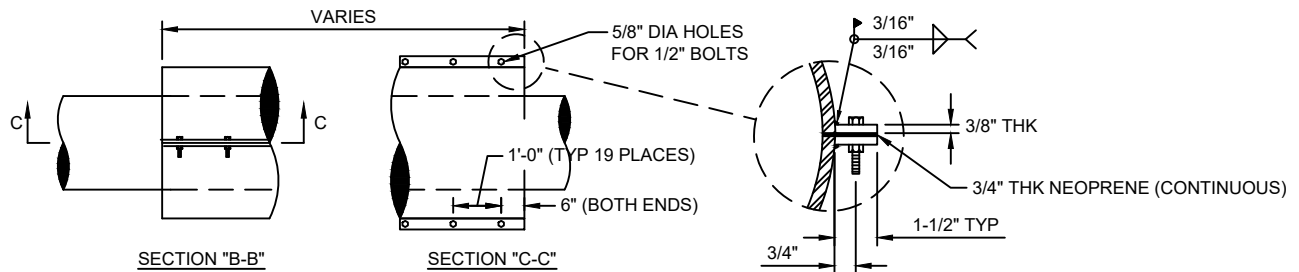 VARIES
5/8" DIA HOLES
FOR 1/2" BOLTS
3/16"
3/16"
C
C
3/8" THK
1'-0" (TYP 19 PLACES)
3/4" THK NEOPRENE (CONTINUOUS)
6" (BOTH ENDS)
1-1/2" TYP
3/4"
SECTION "B-B"
SECTION "C-C"